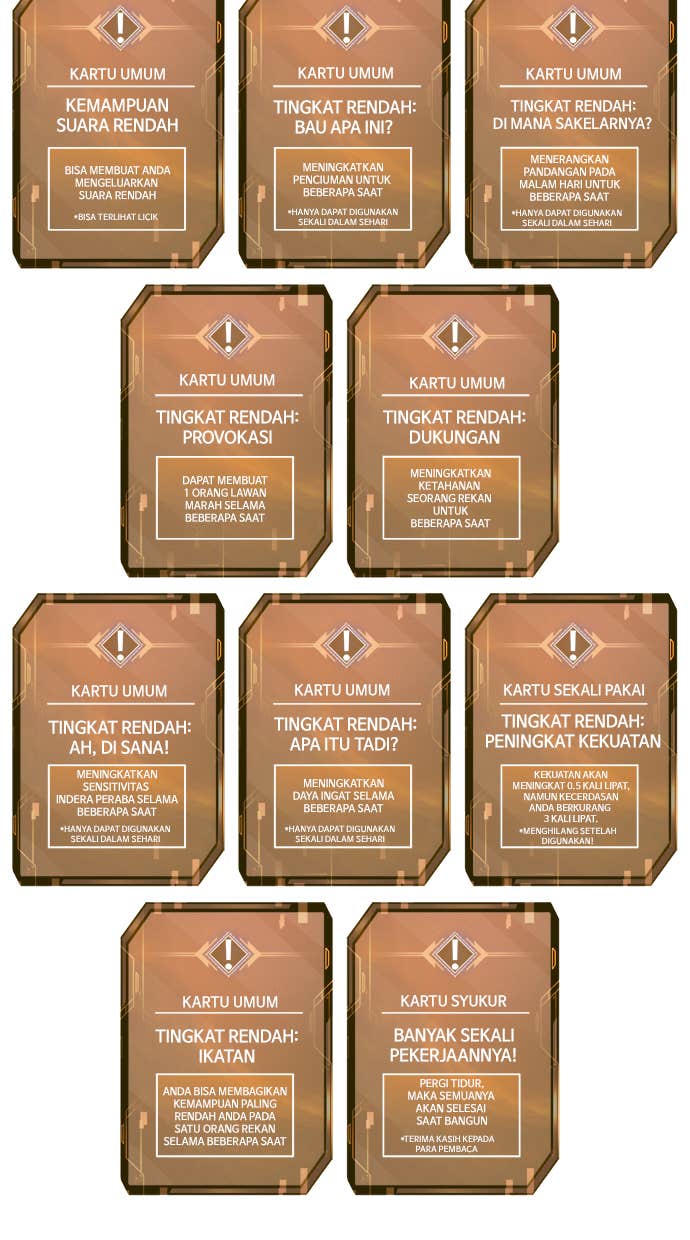 !
KARTU UMUM
KEMAMPUAN
SUARA RENDAH
BISA MEMBUAT ANDA
MENGELUARKAN
SUARA RENDAH
*BISA TERLIHAT LICIK
!
KARTU UMUM
TINGKAT RENDAH:
BAU APA INI?
MENINGKATKAN
PENCIUMAN UNTUK
BEBERAPA SAAT
*HANYA DAPAT DIGUNAKAN
SEKALI DALAM SEHARI
!
KARTU UMUM
TINGKAT RENDAH:
DI MANA SAKELARNYA?
MENERANGKAN
PANDANGAN PADA
MALAM HARI UNTUK
BEBERAPA SAAT
*HANYA DAPAT DIGUNAKAN
SEKALI DALAM SEHARI
!
KARTU UMUM
TINGKAT RENDAH:
PROVOKASI
DAPAT MEMBUAT
1 ORANG LAWAN
MARAH SELAMA
BEBERAPA SAAT
!
KARTU UMUM
TINGKAT RENDAH:
DUKUNGAN
MENINGKATKAN
KETAHANAN
SEORANG REKAN
UNTUK
BEBERAPA SAAT
!
KARTU UMUM
TINGKAT RENDAH:
AH, DI SANA!
MENINGKATKAN
SENSITIVITAS
INDERA PERABA SELAMA
BEBERAPA SAAT
*HANYA DAPAT DIGUNAKAN
SEKALI DALAM SEHARI
!
KARTU UMUM
TINGKAT RENDAH:
APA ITU TADI?
MENINGKATKAN
DAYA INGAT SELAMA
BEBERAPA SAAT
*HANYA DAPAT DIGUNAKAN
SEKALI DALAM SEHARI
!
KARTU SEKALI PAKAI
TINGKAT RENDAH:
PENINGKAT KEKUATAN
KEKUATAN AKAN
MENINGKAT 0.5 KALI LIPAT,
NAMUN KECERDASAN
ANDA BERKURANG
3 KALI LIPAT.
*MENGHILANG SETELAH
DIGUNAKAN!
!
KARTU UMUM
TINGKAT RENDAH:
IKATAN
ANDA BISA MEMBAGIKAN
KEMAMPUAN PALING
RENDAH ANDA PADA
SATU ORANG REKAN
SELAMA BEBERAPA SAAT
!
KARTU SYUKUR
BANYAK SEKALI
PEKERJAANNYA!
PERGI TIDUR,
MAKA SEMUANYA
AKAN SELESAI
SAAT BANGUN
*TERIMA KASIH KEPADA
PARA PEMBACA